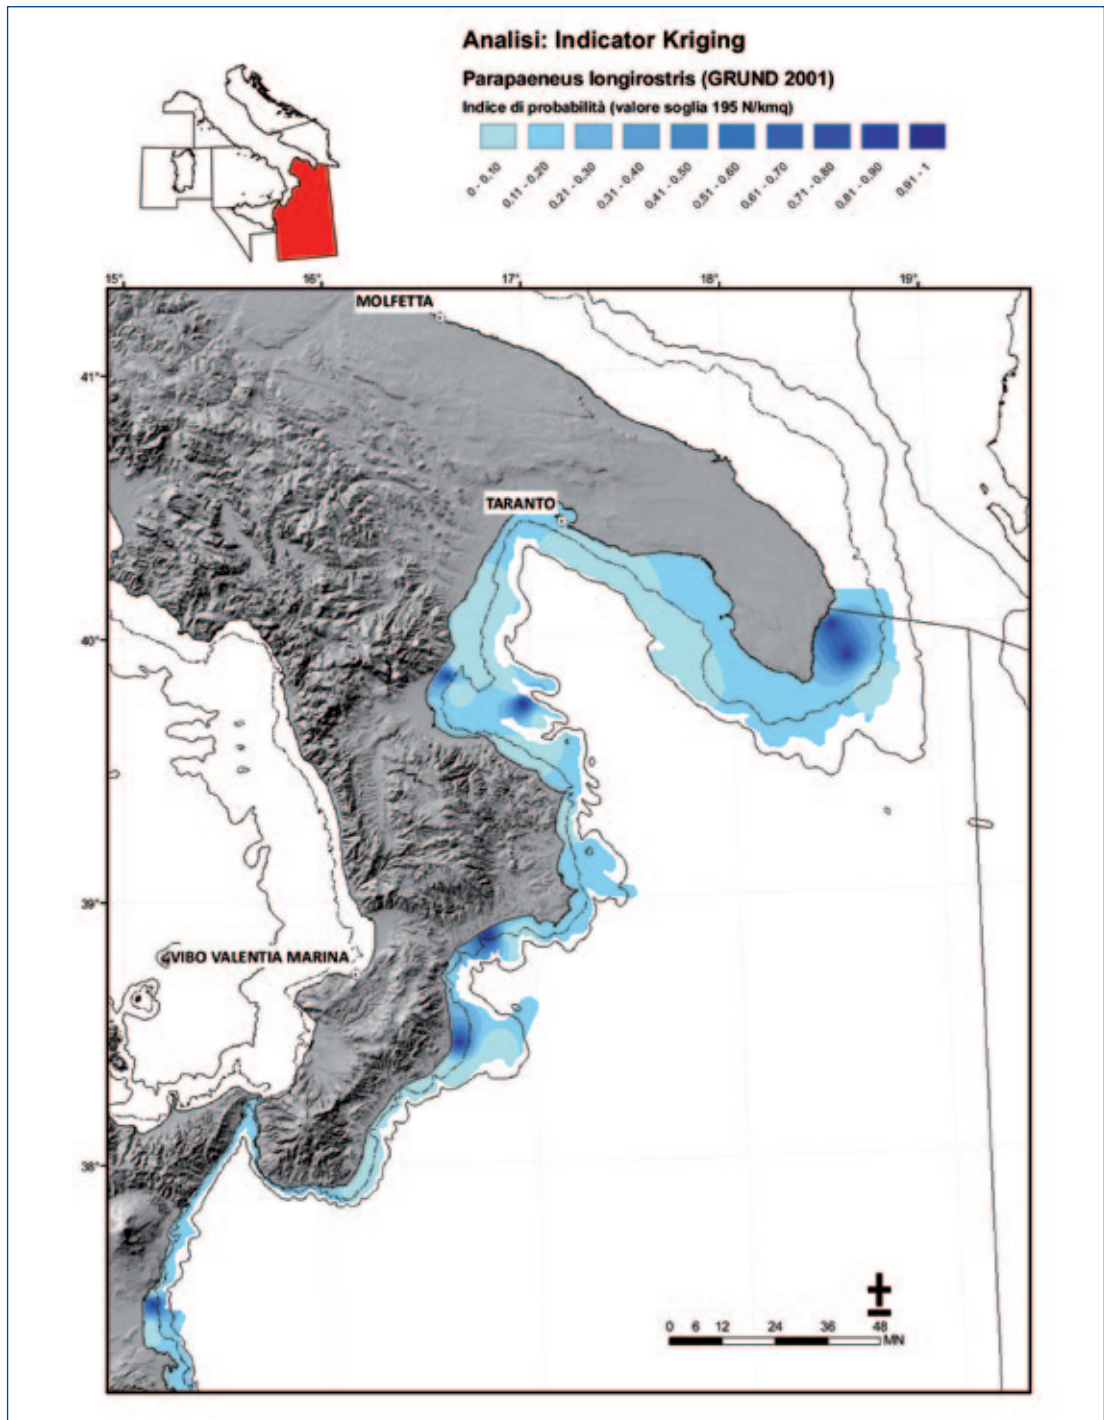 Analisi: Indicator Kriging
Parapaeneus longirostris (GRUND 2001)
Indice di probabilità (valore soglia 195 N/kmq)
0 - 0,10
0,11 - 0,20
0,21 - 0,30
0,31 - 0,40
0,41 - 0,50
0,51 - 0,60
0,61 - 0,70
0,71 - 0,80
0,81 - 0,90
0,91 - 1
15° 16° 17° 18° 19°
MOLFETTA
41°
TARANTO
40°
39°
VIBO VALENTIA MARINA
38°
0 6 12 24 36 48
MN